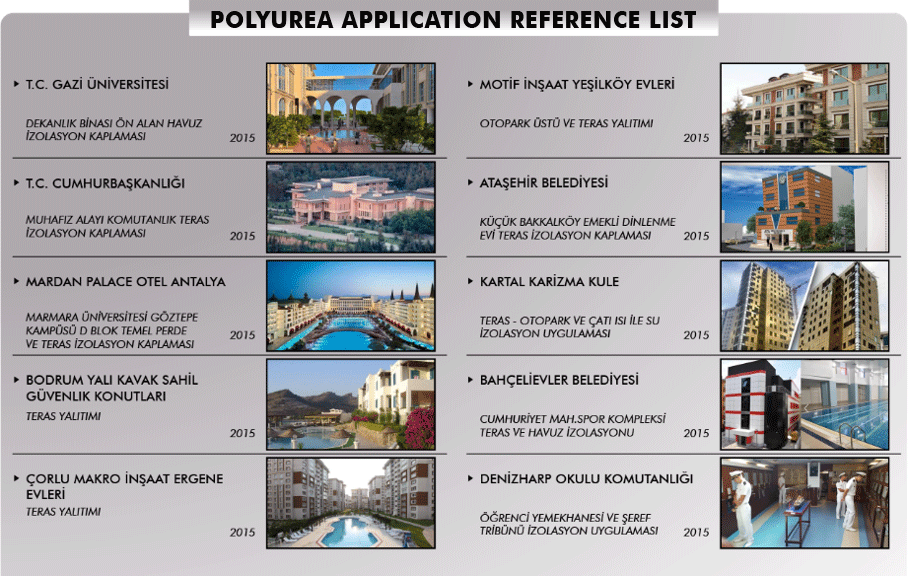 POLYUREA APPLICATION REFERENCE LIST
T.C. GAZİ ÜNİVERSİTESİ
DEKANLIK BİNASI ÖN ALAN HAVUZ
İZOLASYON KAPLAMASI
2015
T.C. CUMHURBAŞKANLIĞI
MUHAFIZ ALAYI KOMUTANLIK TERAS
İZOLASYON KAPLAMASI
2015
MARDAN PALACE OTEL ANTALYA
MARMARA ÜNİVERSİTESİ GÖZTEPE
KAMPÜSÜ D BLOK TEMEL PERDE
VE TERAS İZOLASYON KAPLAMASI
2015
BODRUM YALI KAVAK SAHİL
GÜVENLİK KONUTLARI
TERAS YALITIMI
2015
ÇORLU MAKRO İNŞAAT ERGENE
EVLERİ
TERAS YALITIMI
2015
MOTİF İNŞAAT YEŞİLKÖY EVLERİ
OTOPARK ÜSTÜ VE TERAS YALITIMI
2015
ATAŞEHİR BELEDİYESİ
KÜÇÜK BAKKALKÖY EMEKLİ DİNLENME
EVİ TERAS İZOLASYON KAPLAMASI
2015
KARTAL KARİZMA KULE
TERAS - OTOPARK VE ÇATI ISI İLE SU
İZOLASYON UYGULAMASI
2015
BAHÇELİEVLER BELEDİYESİ
CUMHURİYET MAH.SPOR KOMPLEKSİ
TERAS VE HAVUZ İZOLASYONU
2015
DENİZHARP OKULU KOMUTANLIĞI
ÖĞRENCİ YEMEKHANESİ VE ŞEREF
TRİBÜNÜ İZOLASYON UYGULAMASI
2015